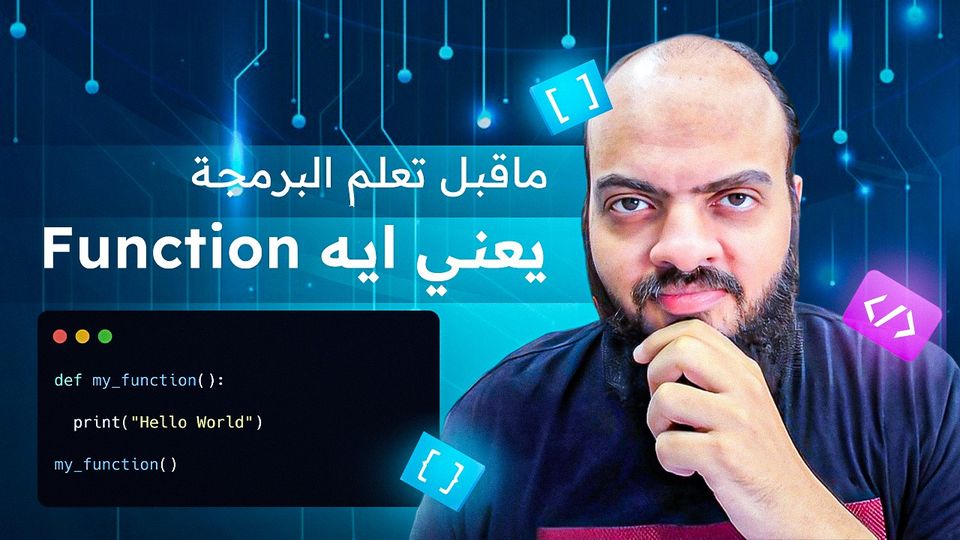 ماقبل تعلم البرمجة
يعني ايه Function
def my_function():
print("Hello World")
my_function()
[ ]
</>
{ }